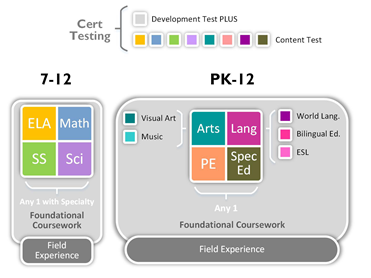 Cert
Testing
Development Test PLUS
Content Test
7-12
ELA Math
SS Sci
Any 1 with Specialty
Foundational
Coursework
Field
Experience
PK-12
Visual Art
Music
Arts Lang
PE Spec
Ed
World Lang.
Bilingual Ed.
ESL
Any 1
Foundational Coursework
Field Experience